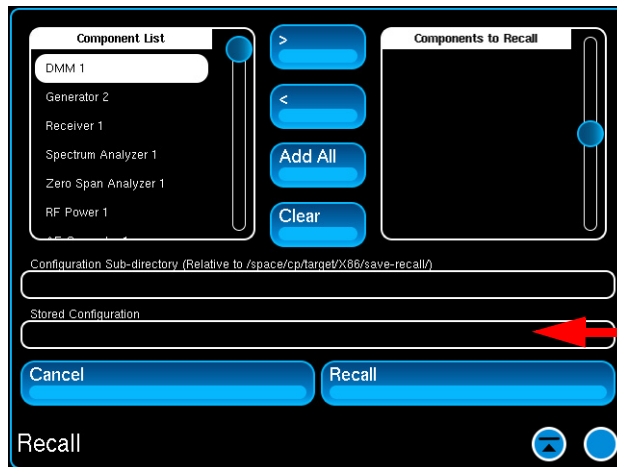 Component List
DMM 1
Generator 2
Receiver 1
Spectrum Analyzer 1
Zero Span Analyzer 1
RF Power 1
>
<
Add All
Clear
Components to Recall
Configuration Sub-directory (Relative to /space/cp/target/X86/save-recall/)
Stored Configuration
Cancel
Recall
Recall